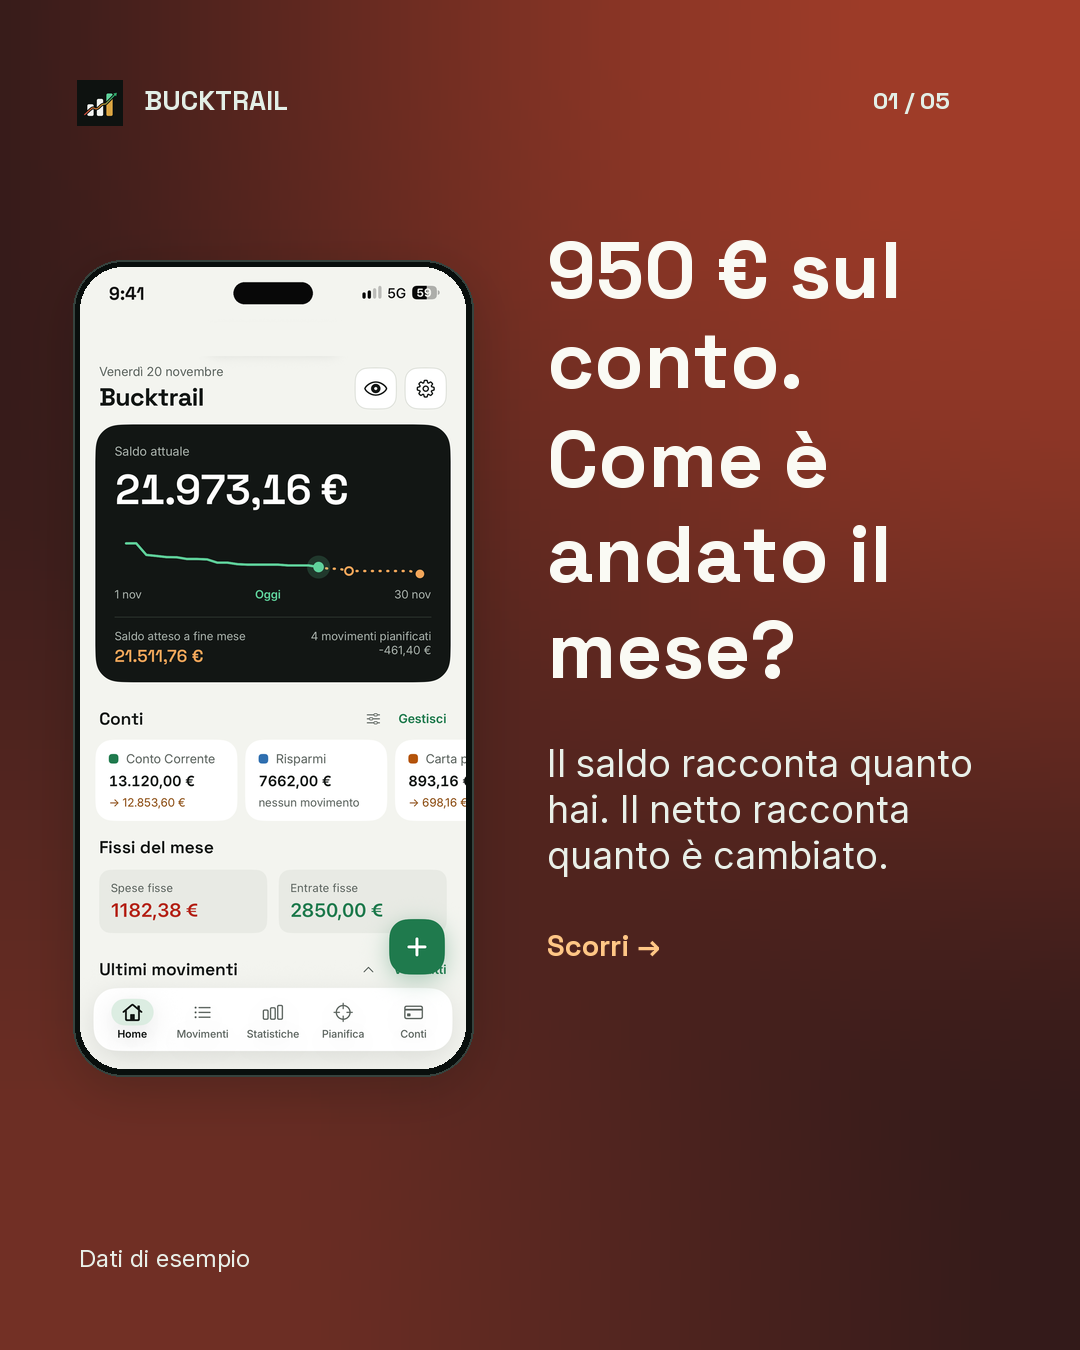 BUCKTRAIL
01 / 05
9:41
5G 59
Venerdì 20 novembre
Bucktrail
Saldo attuale
21.973,16 €
1 nov
Oggi
30 nov
Saldo atteso a fine mese
4 movimenti pianificati
21.511,76 €
-461,40 €
Conti
Gestisci
Conto Corrente
13.120,00 €
→ 12.853,60 €
Risparmi
7662,00 €
nessun movimento
Carta
893,16
→ 698,16 €
Fissi del mese
Spese fisse
1182,38 €
Entrate fisse
2850,00 €
Ultimi movimenti
Home
Movimenti
Statistiche
Pianifica
Conti
950 € sul
conto.
Come è
andato il
mese?
Il saldo racconta quanto
hai. Il netto racconta
quanto è cambiato.
Scorri →
Dati di esempio